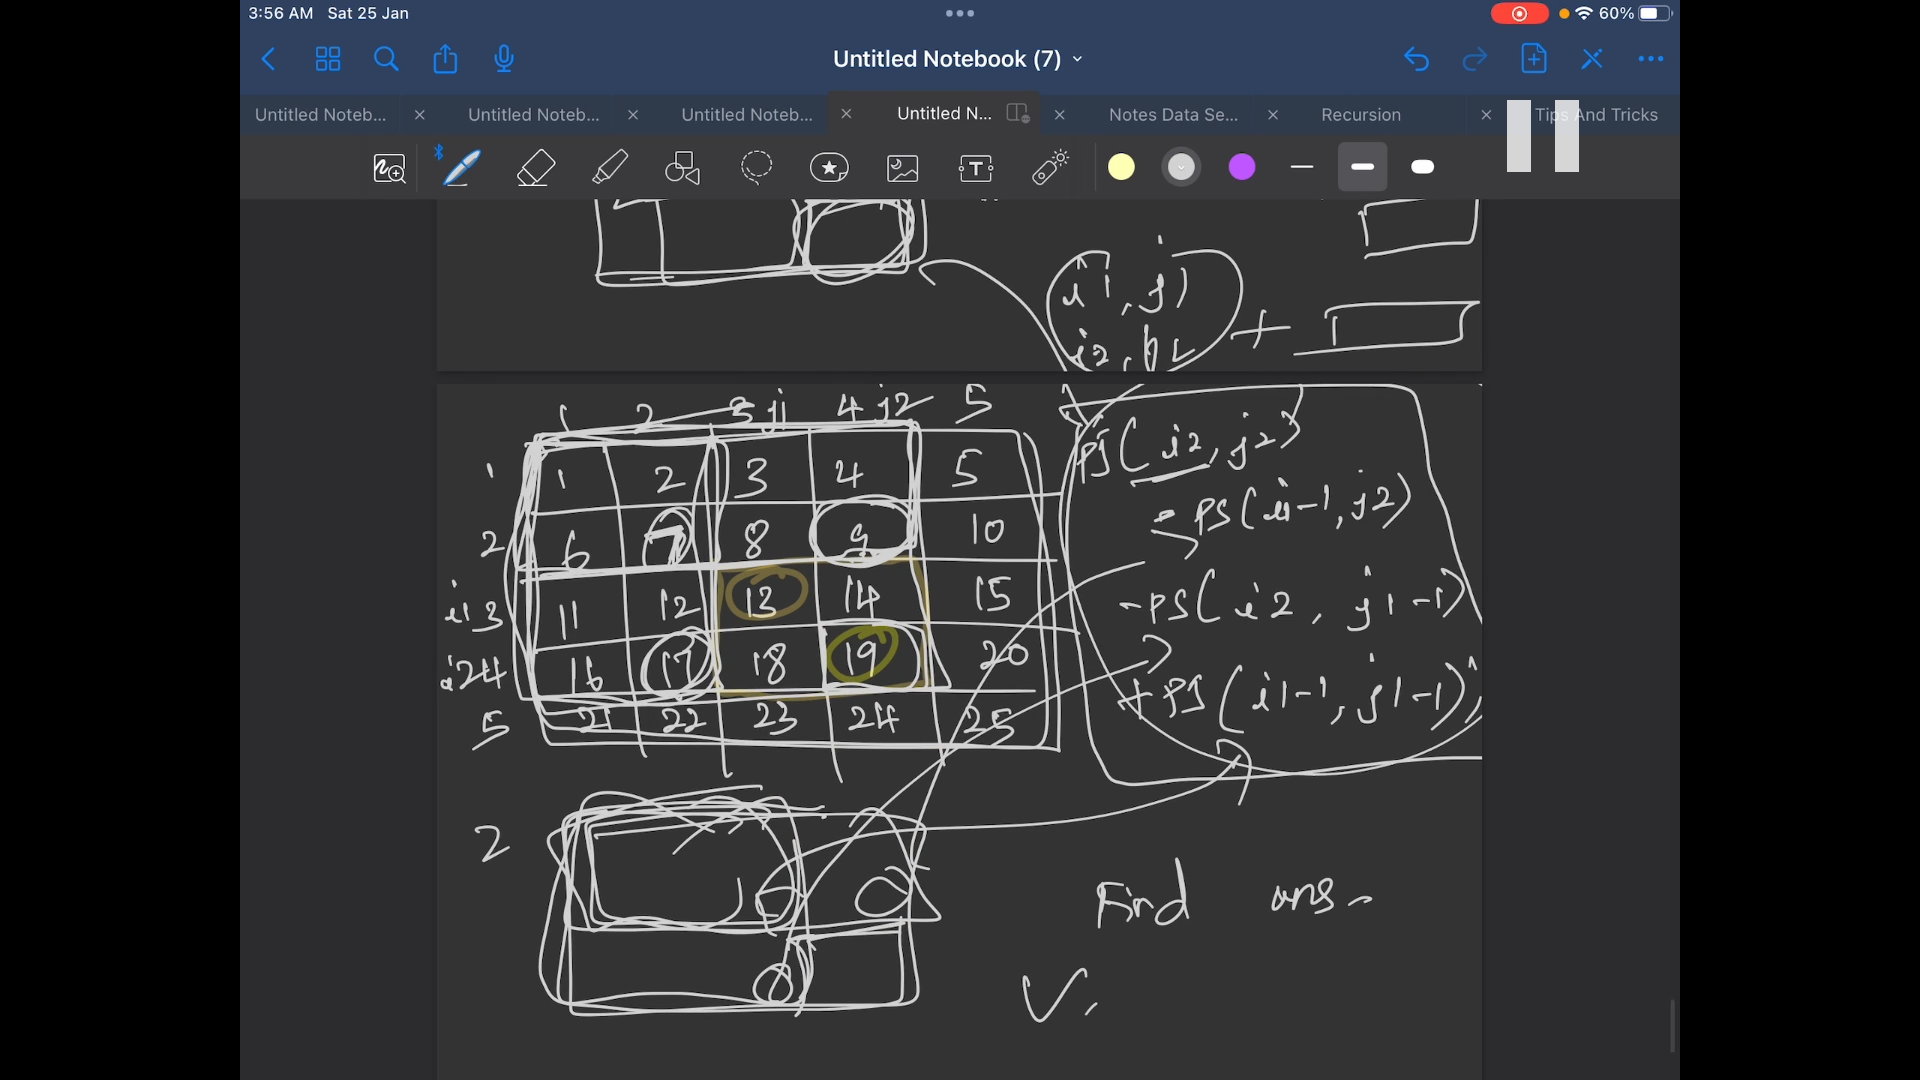 3:56 AM Sat 25 Jan
60%
Untitled Notebook (7)
Untitled Noteb...
Untitled Noteb...
Untitled Noteb...
Untitled N...
Notes Data Se...
Recursion
Tips And Tricks
i1, j1
i2,
+
1 2 3 j1 4 j2 5
1 1 2 3 4 5
2 6 7 8 9 10
i1 3 11 12 13 14 15
i2 4 16 17 18 19 20
5 21 22 23 24 25
PS(i2, j2)
- PS(i1-1, j2)
- PS(i2, j1-1)
+ PS(i1-1, j1-1)
2
Find ans.